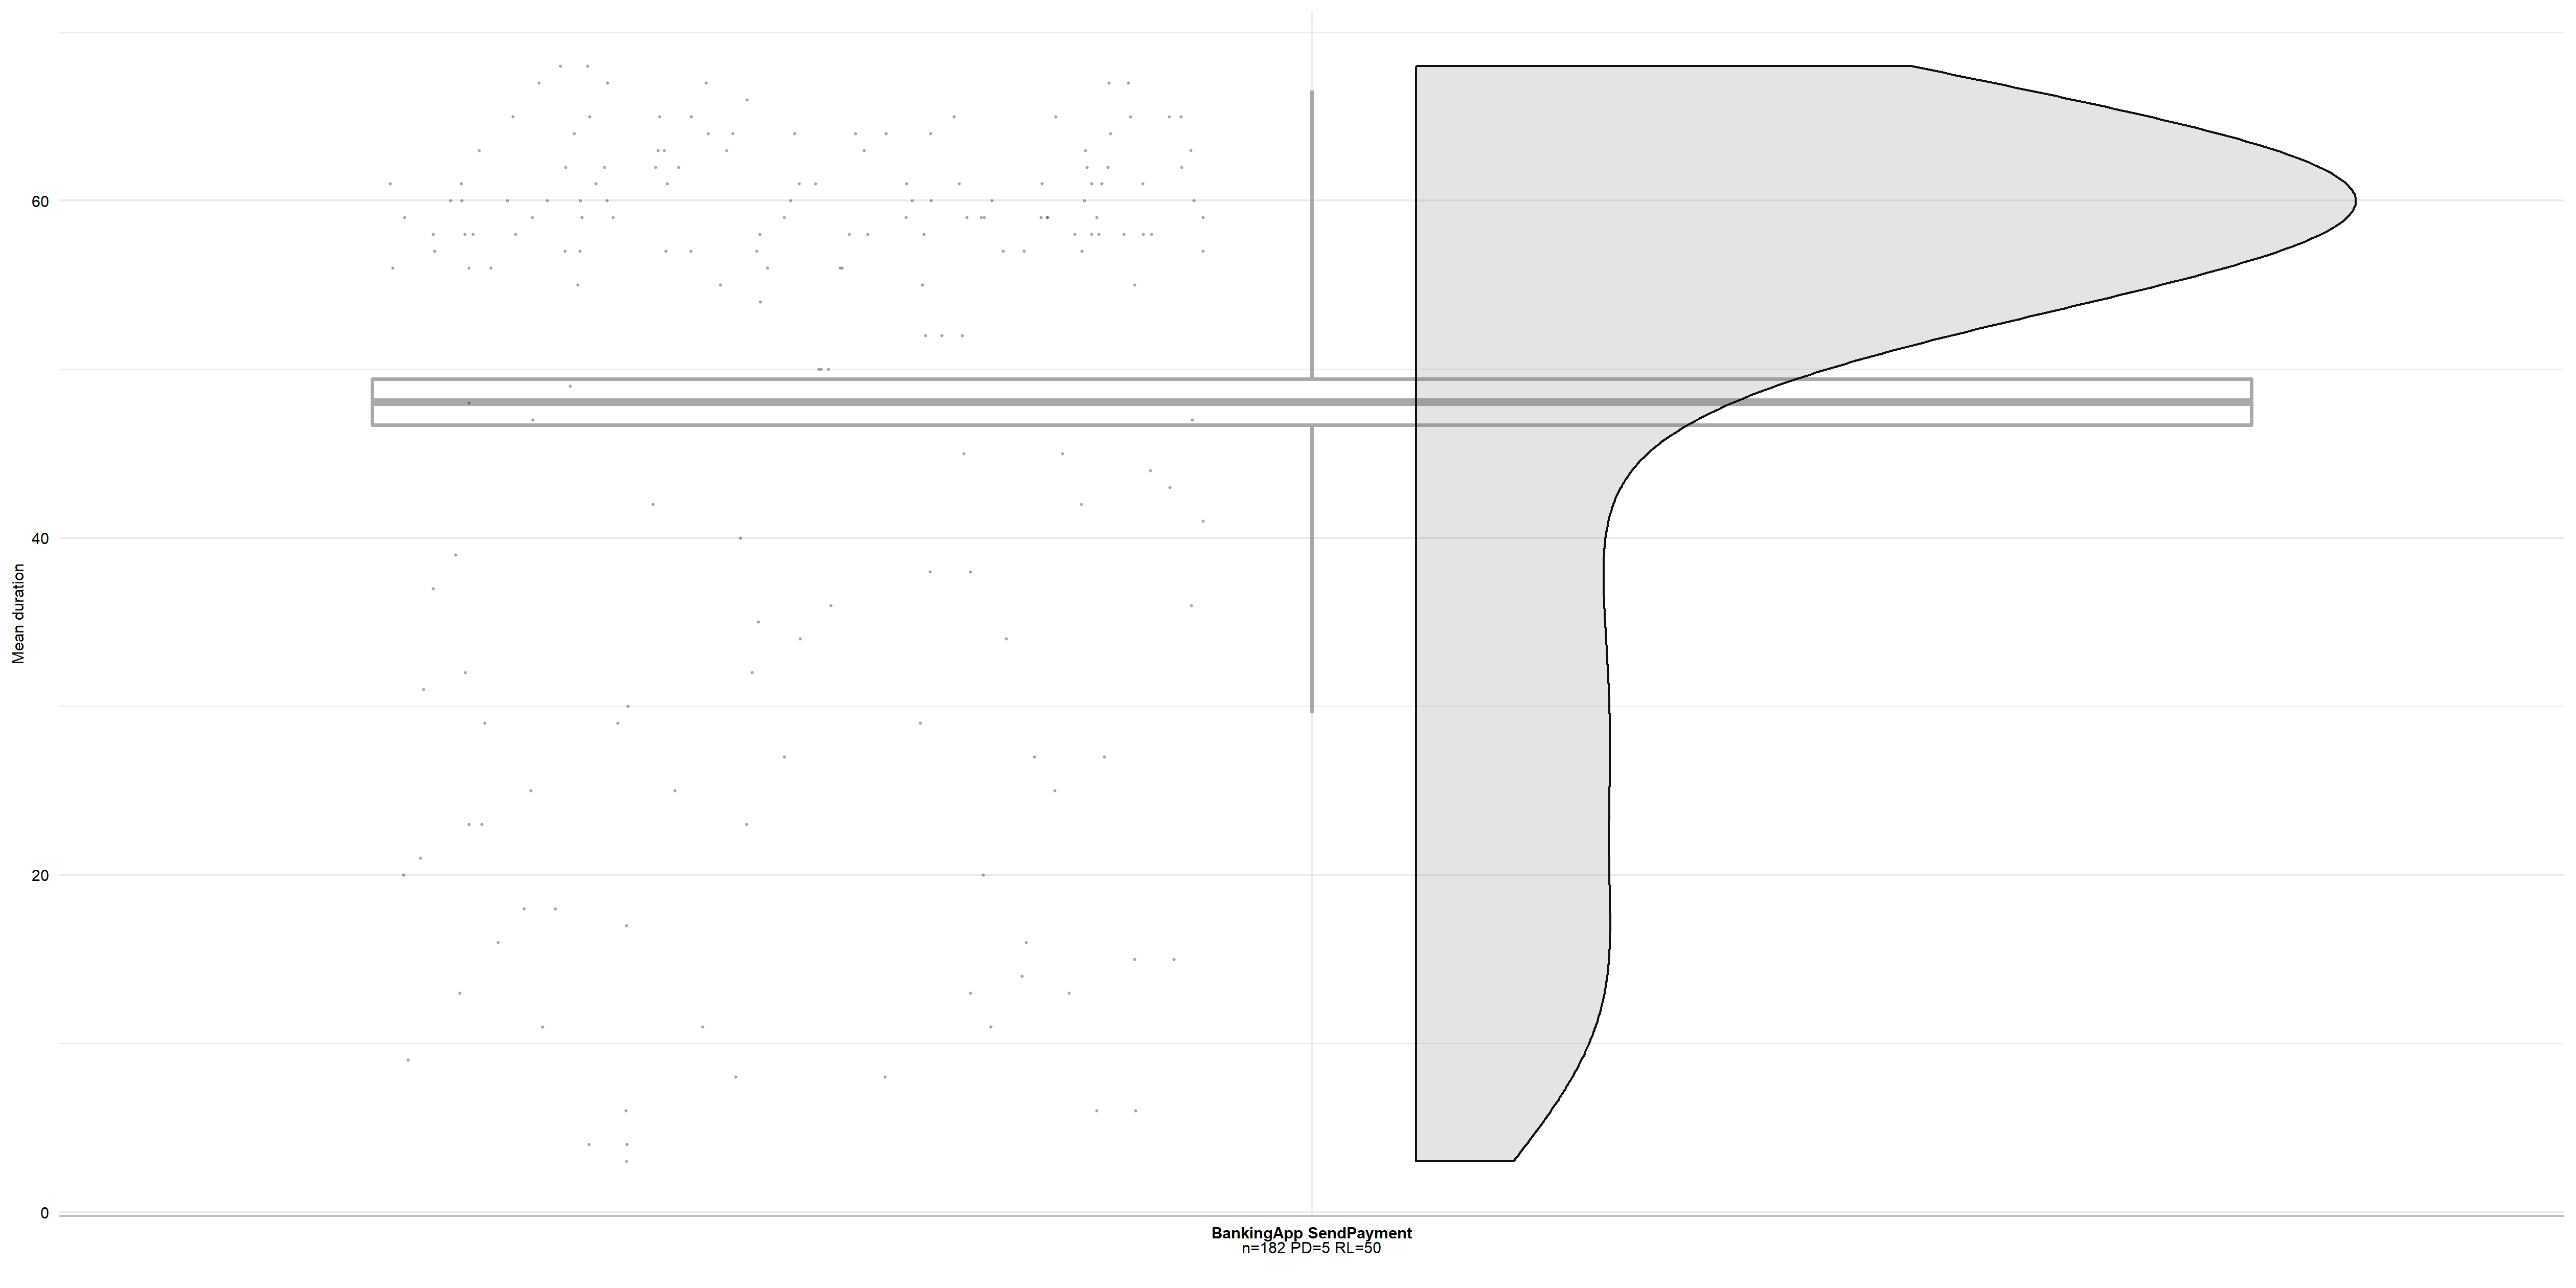 Mean duration
60
40
20
0
BankingApp SendPayment
n=182 PD=5 RL=50